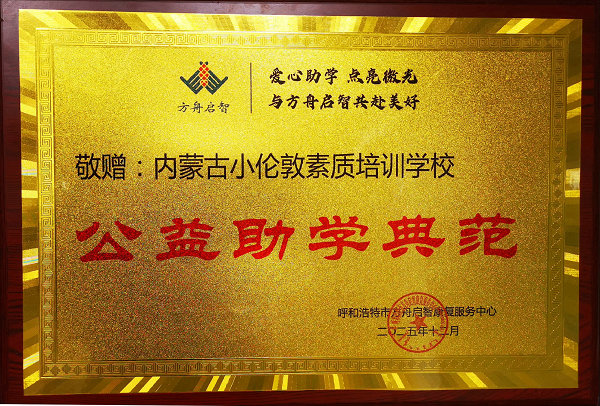 方舟启智
爱心助学 点亮微光
与方舟启智共赴美好
敬赠：内蒙古小伦敦素质培训学校
公益助学典范
呼和浩特市方舟启智康复服务中心
二〇二五年十二月